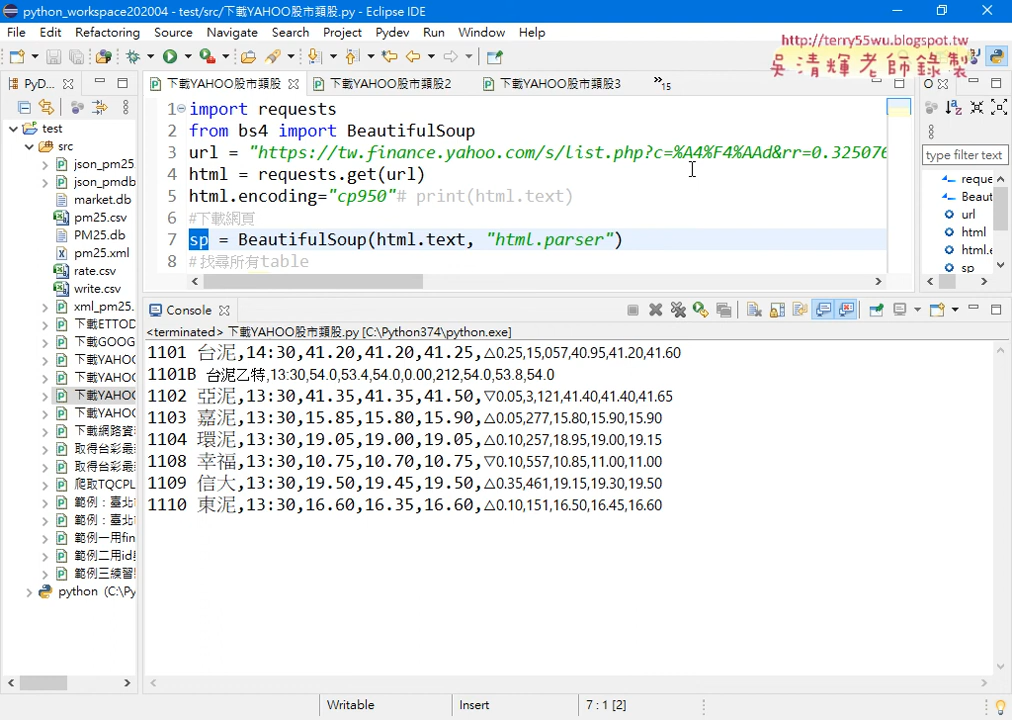 python_workspace202004 - test/src/下載YAHOO股市類股.py - Eclipse IDE
File Edit Refactoring Source Navigate Search Project Pydev Run Window Help
http://terry55wu.blogspot.tw
吳清輝老師錄製
PyD...
下載YAHOO股市類股
下載YAHOO股市類股2
下載YAHOO股市類股3
»15
O
test
src
json_pm25.
json_pmdb
market.db
pm25.csv
PM25.db
pm25.xml
rate.csv
write.csv
xml_pm25.
下載ETTOD
下載GOOG
下載YAHOO
下載YAHOO
下載YAHOO
下載YAHOO
下載網路資
取得台彩最
取得台彩最
爬取TQCPL
範例：臺北
範例：臺北
範例一用fin
範例二用id
範例三練習
python (C:\Py
1 import requests
2 from bs4 import BeautifulSoup
3 url = "https://tw.finance.yahoo.com/s/list.php?c=%A4%F4%AAd&rr=0.325076
4 html = requests.get(url)
5 html.encoding="cp950"# print(html.text)
6 #下載網頁
7 sp = BeautifulSoup(html.text, "html.parser")
8 #找尋所有table
type filter text
reque
Beaut
url
html
html.e
sp
Console
<terminated> 下載YAHOO股市類股.py [C:\Python374\python.exe]
1101 台泥,14:30,41.20,41.20,41.25,△0.25,15,057,40.95,41.20,41.60
1101B 台泥乙特,13:30,54.0,53.4,54.0,0.00,212,54.0,53.8,54.0
1102 亞泥,13:30,41.35,41.35,41.50,▽0.05,3,121,41.40,41.40,41.65
1103 嘉泥,13:30,15.85,15.80,15.90,△0.05,277,15.80,15.90,15.90
1104 環泥,13:30,19.05,19.00,19.05,△0.10,257,18.95,19.00,19.15
1108 幸福,13:30,10.75,10.70,10.75,▽0.10,557,10.85,11.00,11.00
1109 信大,13:30,19.50,19.45,19.50,△0.35,461,19.15,19.30,19.50
1110 東泥,13:30,16.60,16.35,16.60,△0.10,151,16.50,16.45,16.60
Writable
Insert
7 : 1 [2]